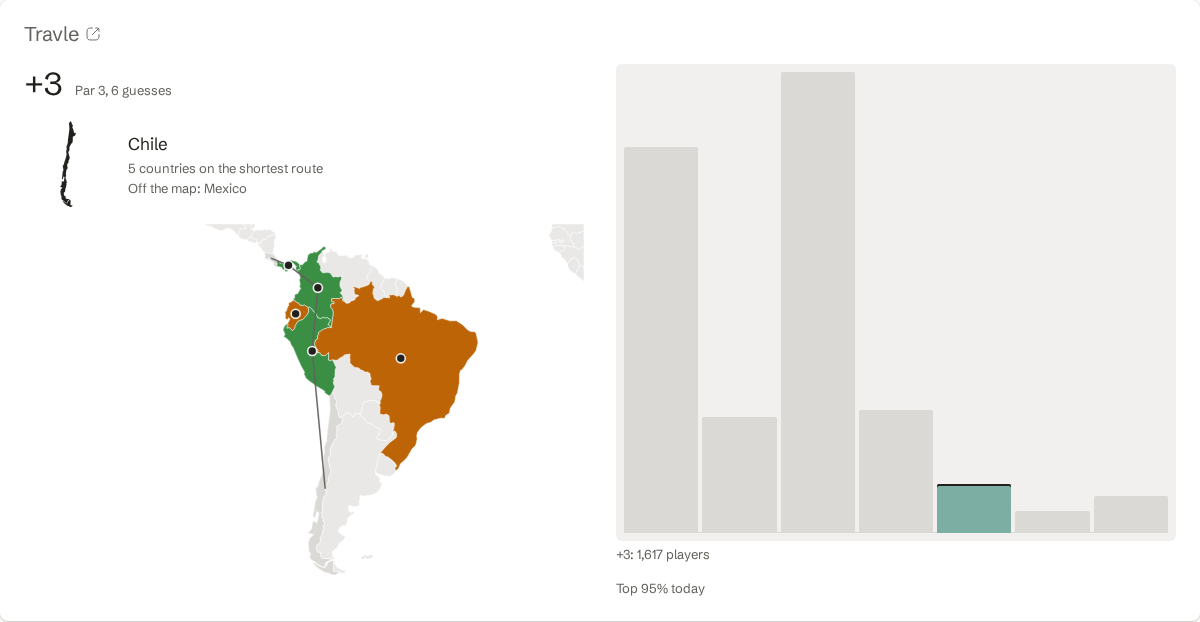 Travle
+3
Par 3, 6 guesses
Chile
5 countries on the shortest route
Off the map: Mexico
+3: 1,617 players
Top 95% today